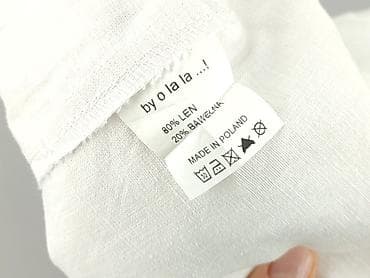 by o la la ...!
80% LEN
20% BAWEŁNA
MADE IN POLAND